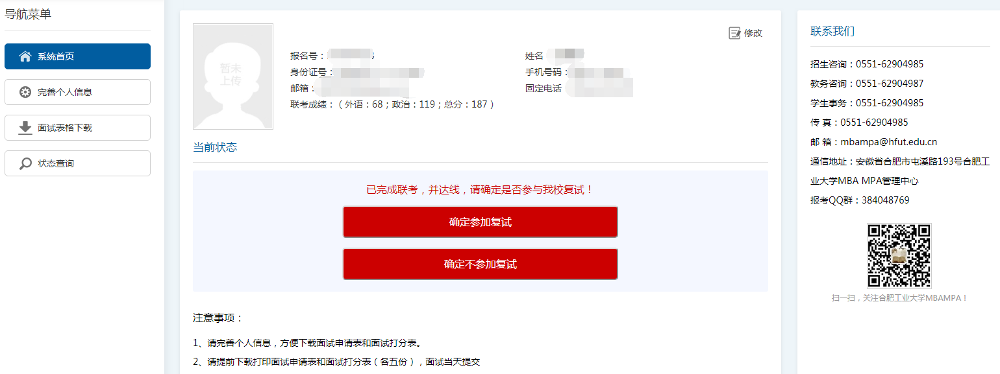 导航菜单
系统首页
完善个人信息
面试表格下载
状态查询
暂未
上传
修改
报名号：
姓名
身份证号：
手机号码：
邮箱：
固定电话
联考成绩：（ 外语：68；政治：119；总分：187 ）
当前状态
已完成联考，并达线，请确定是否参与我校复试！
确定参加复试
确定不参加复试
注意事项：
1、请完善个人信息，方便下载面试申请表和面试打分表。
2、请提前下载打印面试申请表和面试打分表（ 各五份 ），面试当天提交
联系我们
招生咨询：0551-62904985
教务咨询：0551-62904987
学生事务：0551-62904985
传 真：0551-62904985
邮 箱：mbampa@hfut.edu.cn
通信地址：安徽省合肥市屯溪路193号合肥工
业大学MBA MPA管理中心
报考QQ群：384048769
扫一扫，关注合肥工业大学MBAMPA！